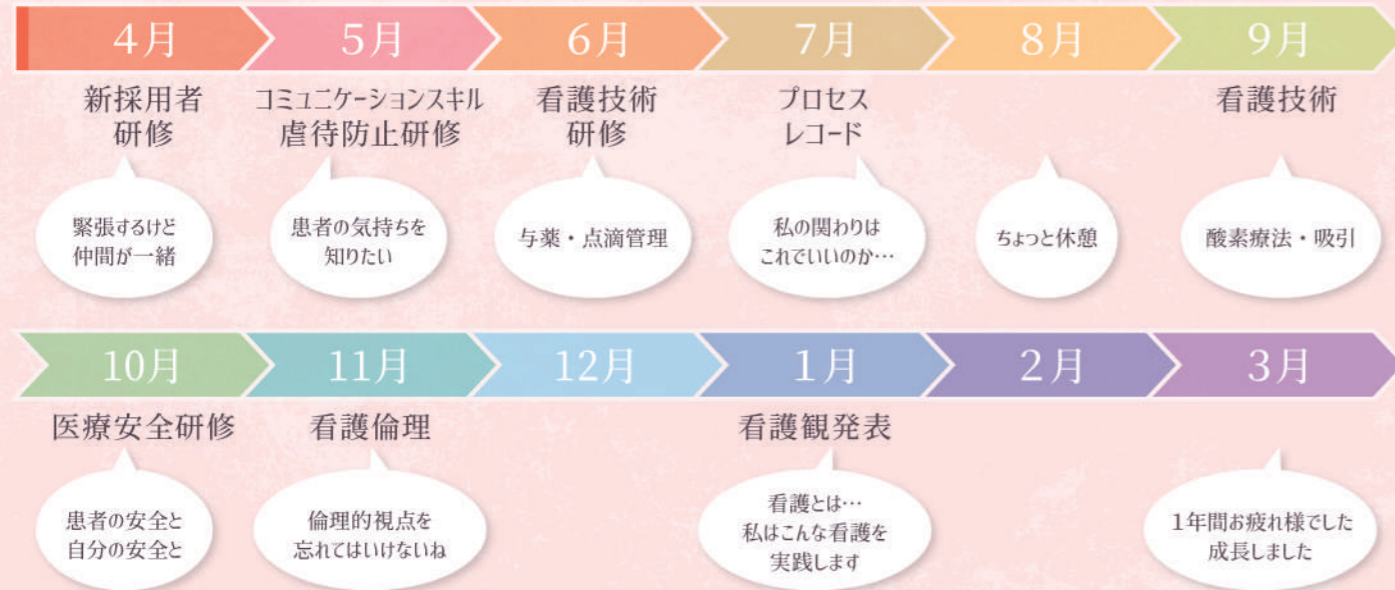 4月
5月
6月
7月
8月
9月
新採用者
研修
コミュニケーションスキル
虐待防止研修
看護技術
研修
プロセス
レコード
看護技術
緊張するけど
仲間が一緒
患者の気持ちを
知りたい
与薬・点滴管理
私の関わりは
これでいいのか…
ちょっと休憩
酸素療法・吸引
10月
11月
12月
1月
2月
3月
医療安全研修
看護倫理
看護観発表
患者の安全と
自分の安全と
倫理的視点を
忘れてはいけないね
看護とは…
私はこんな看護を
実践します
1年間お疲れ様でした
成長しました